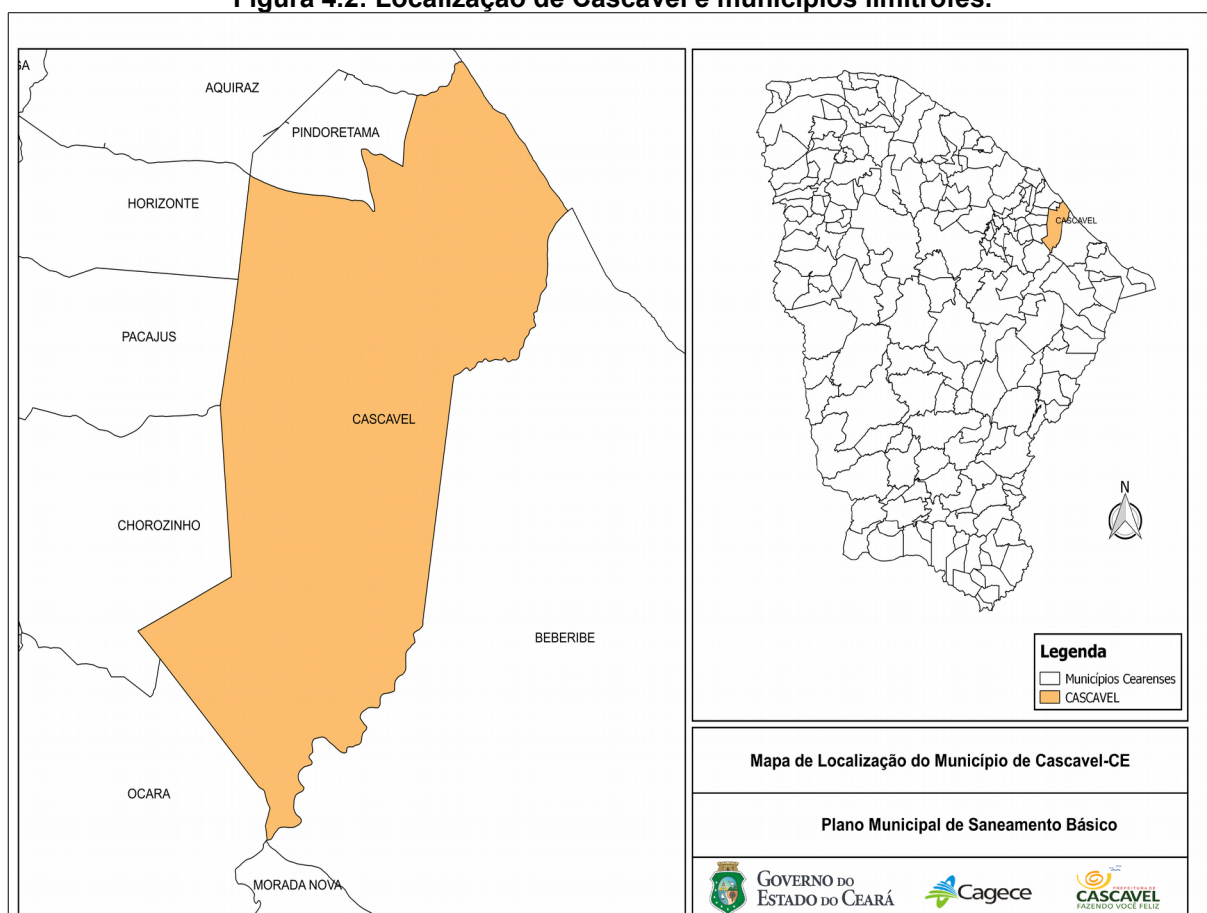 Figura 4.2: Localização de Cascavel e municípios limítrofes.
AQUIRAZ
PINDORETAMA
HORIZONTE
PACAJUS
CASCAVEL
CHOROZINHO
BEBERIBE
OCARA
MORADA NOVA
CASCAVEL
N
Legenda
Municípios Cearenses
CASCAVEL
Mapa de Localização do Município de Cascavel-CE
Plano Municipal de Saneamento Básico
GOVERNO DO
ESTADO DO CEARÁ
Cagece
PREFEITURA DE
CASCAVEL
FAZENDO VOCÊ FELIZ